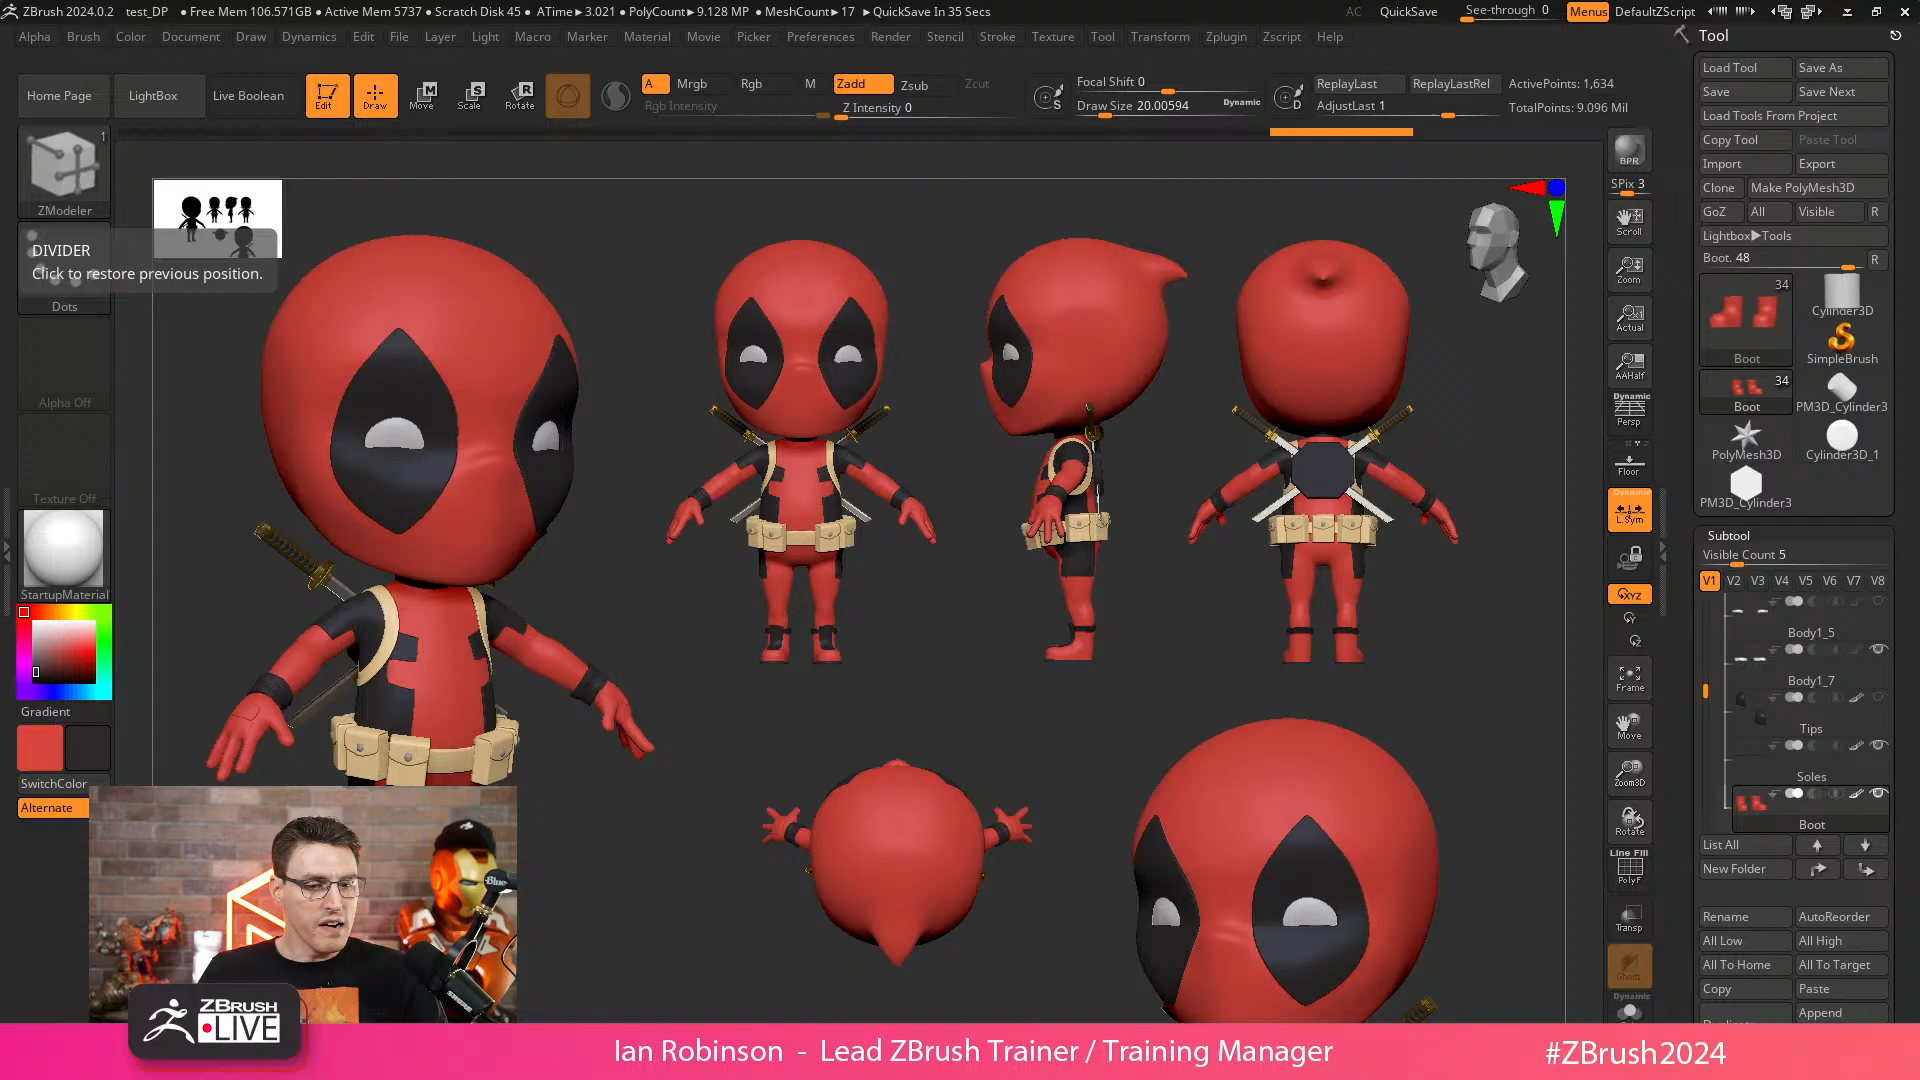 ZBrush 2024.0.2 test_DP • Free Mem 106.571GB • Active Mem 5737 • Scratch Disk 45 • ATime►3.021 • PolyCount►9.128 MP • MeshCount►17 ►QuickSave In 35 Secs AC QuickSave See-through 0 Menus DefaultZScript
Alpha Brush Color Document Draw Dynamics Edit File Layer Light Macro Marker Material Movie Picker Preferences Render Stencil Stroke Texture Tool Transform Zplugin Zscript Help
Home Page LightBox Live Boolean
Edit Draw Move Scale Rotate
A Mrgb Rgb M Zadd Zsub Zcut
Rgb Intensity Z Intensity 0
Focal Shift 0
Draw Size 20.00594 Dynamic
ReplayLast ReplayLastRel ActivePoints: 1,634
AdjustLast 1 TotalPoints: 9.096 Mil
1
ZModeler
DIVIDER
Click to restore previous position.
Dots
Alpha Off
Texture Off
StartupMaterial
Gradient
SwitchColor
Alternate
BPR
SPix 3
Scroll
Zoom
Actual
AAHalf
Dynamic
Persp
Floor
Dynamic
L.Sym
XYZ
Frame
Move
Zoom3D
Rotate
Line Fill
PolyF
Transp
Ghost
Dynamic
Tool
Load Tool Save As
Save Save Next
Load Tools From Project
Copy Tool Paste Tool
Import Export
Clone Make PolyMesh3D
GoZ All Visible R
Lightbox►Tools
Boot. 48 R
34
Boot Cylinder3D
SimpleBrush
34
Boot PM3D_Cylinder3
PolyMesh3D Cylinder3D_1
PM3D_Cylinder3
Subtool
Visible Count 5
V1 V2 V3 V4 V5 V6 V7 V8
Body1_5
Body1_7
Tips
Soles
Boot
List All
New Folder
Rename AutoReorder
All Low All High
All To Home All To Target
Copy Paste
Append
Blue
SHURE
ZBRUSH
LIVE
Ian Robinson - Lead ZBrush Trainer / Training Manager
#ZBrush2024